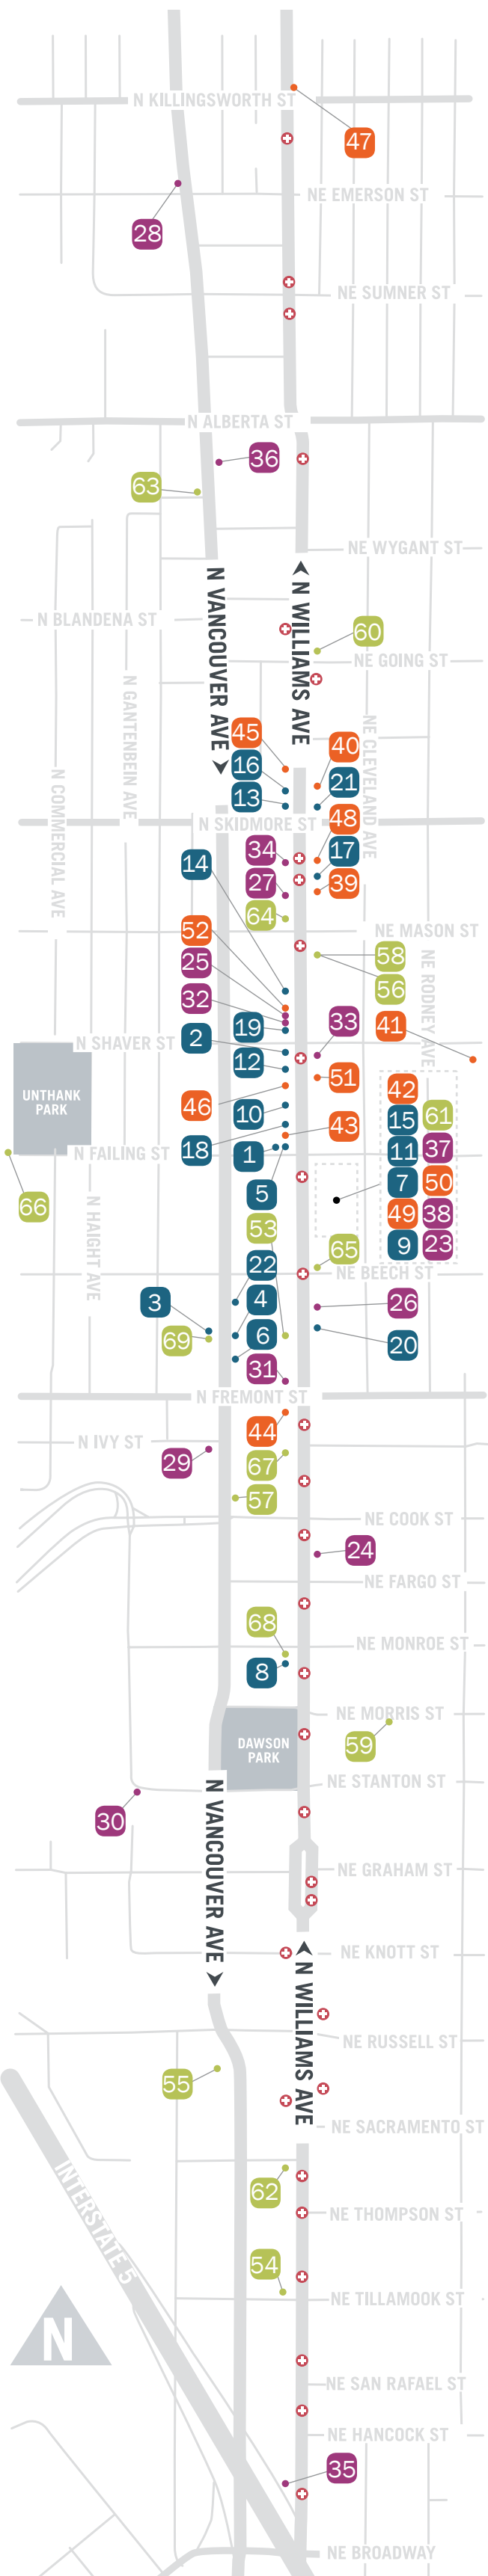 N KILLINGSWORTH ST
47
NE EMERSON ST
28
NE SUMNER ST
N ALBERTA ST
36
63
NE WYGANT ST
N VANCOUVER AVE
N WILLIAMS AVE
N BLANDENA ST
60
NE GOING ST
N GANTENBEIN AVE
NE CLEVELAND AVE
N COMMERCIAL AVE
45
40
16
21
13
N SKIDMORE ST
48
34
17
14
27
39
64
52
NE MASON ST
58
25
NE RODNEY AVE
56
32
33
41
19
2
N SHAVER ST
12
UNTHANK
PARK
51
42
46
10
15
61
43
18
1
N FAILING ST
11
37
7
50
5
66
N HAIGHT AVE
49
38
53
65
9
23
22
NE BEECH ST
3
4
26
69
6
20
31
N FREMONT ST
44
N IVY ST
29
67
57
NE COOK ST
24
NE FARGO ST
68
NE MONROE ST
8
NE MORRIS ST
DAWSON
PARK
59
NE STANTON ST
30
N VANCOUVER AVE
NE GRAHAM ST
NE KNOTT ST
N WILLIAMS AVE
NE RUSSELL ST
55
NE SACRAMENTO ST
INTERSTATE 5
62
NE THOMPSON ST
54
NE TILLAMOOK ST
N
NE SAN RAFAEL ST
NE HANCOCK ST
35
NE BROADWAY